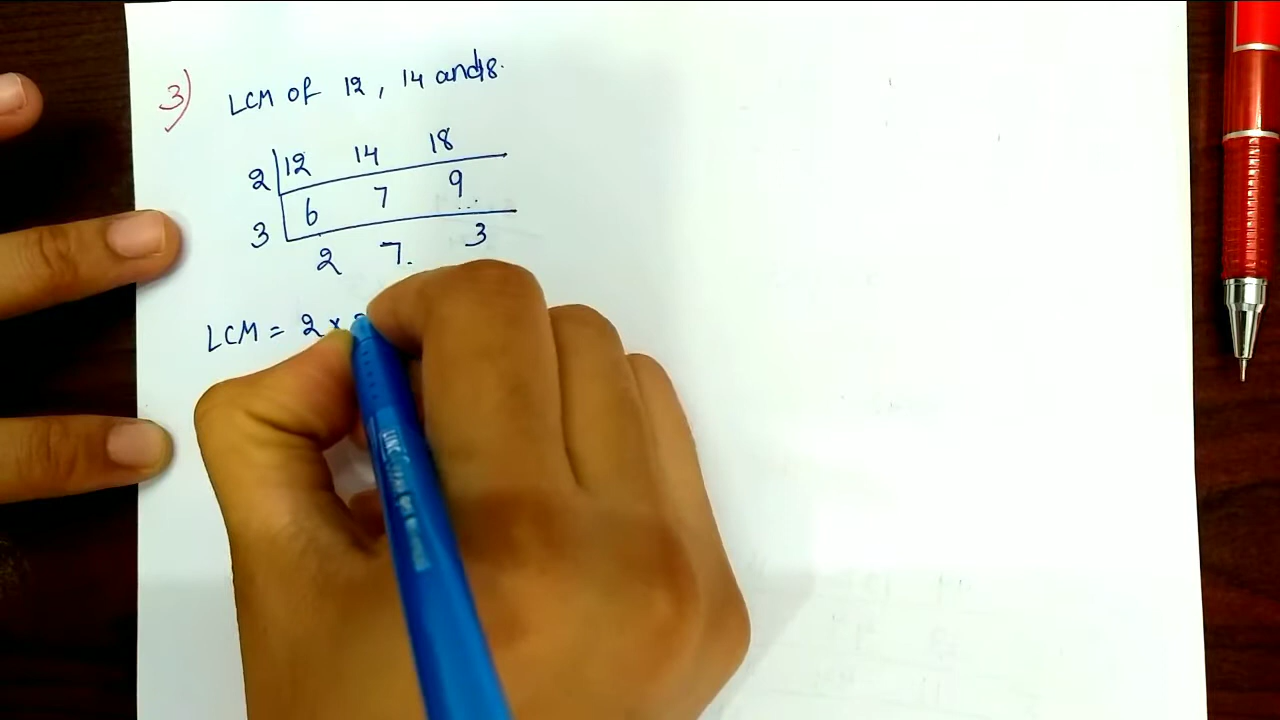 3) LCM of 12, 14 and 18.
2 12 14 18
3 6 7 9
2 7. 3
LCM = 2 ×